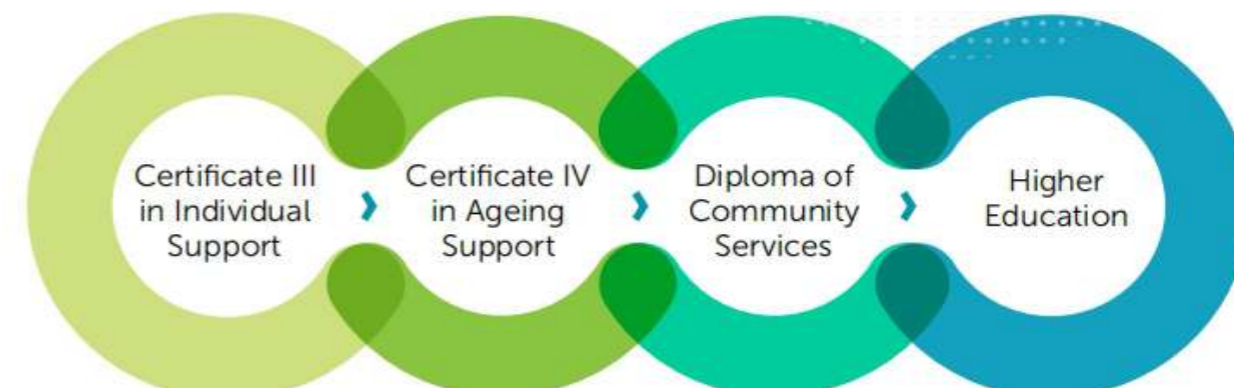 Certificate III
in Individual
Support
Certificate IV
in Ageing
Support
Diploma of
Community
Services
Higher
Education